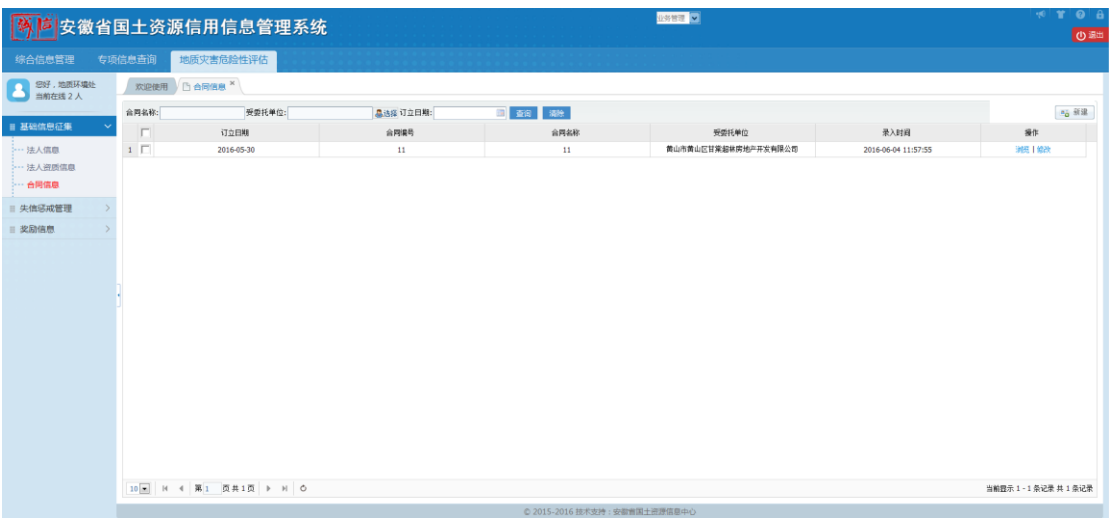 诚信 安徽省国土资源信用信息管理系统 业务管理 退出
综合信息管理 专项信息查询 地质灾害危险性评估
您好，地质环境处
当前在线 2 人
欢迎使用 合同信息 ×
合同名称: 受委托单位: 选择 订立日期: 查询 清除 新建
基础信息征集
订立日期 合同编号 合同名称 受委托单位 录入时间 操作
1 2016-05-30 11 11 黄山市黄山区甘棠超林房地产开发有限公司 2016-06-04 11:57:55 浏览 | 修改
法人信息
法人资质信息
合同信息
失信惩戒管理
奖励信息
10 第 1 页 共 1 页 当前显示 1 - 1 条记录 共 1 条记录
© 2015-2016 技术支持：安徽省国土资源信息中心